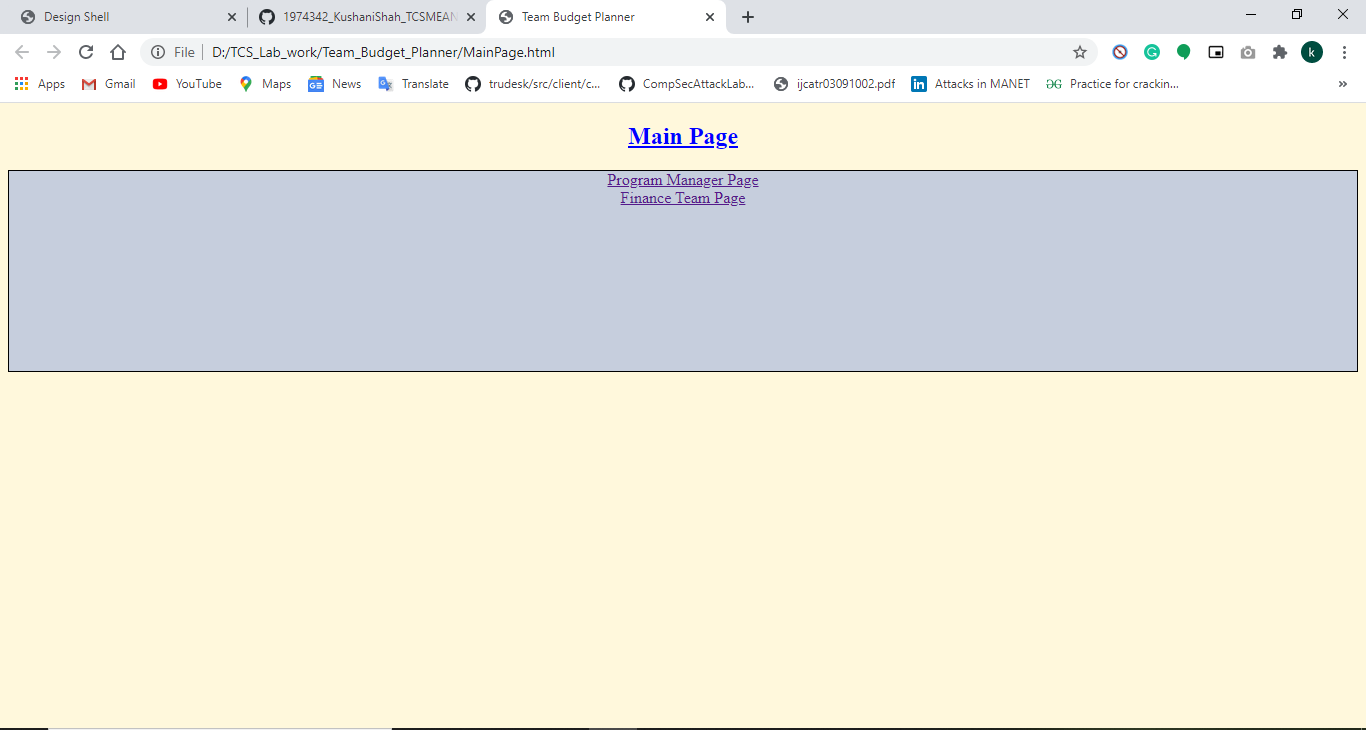 Design Shell
1974342_KushaniShah_TCSMEAN
Team Budget Planner
File
D:/TCS_Lab_work/Team_Budget_Planner/MainPage.html
k
Apps
Gmail
YouTube
Maps
News
Translate
trudesk/src/client/c...
CompSecAttackLab...
ijcatr03091002.pdf
Attacks in MANET
Practice for crackin...
»
Main Page
Program Manager Page
Finance Team Page